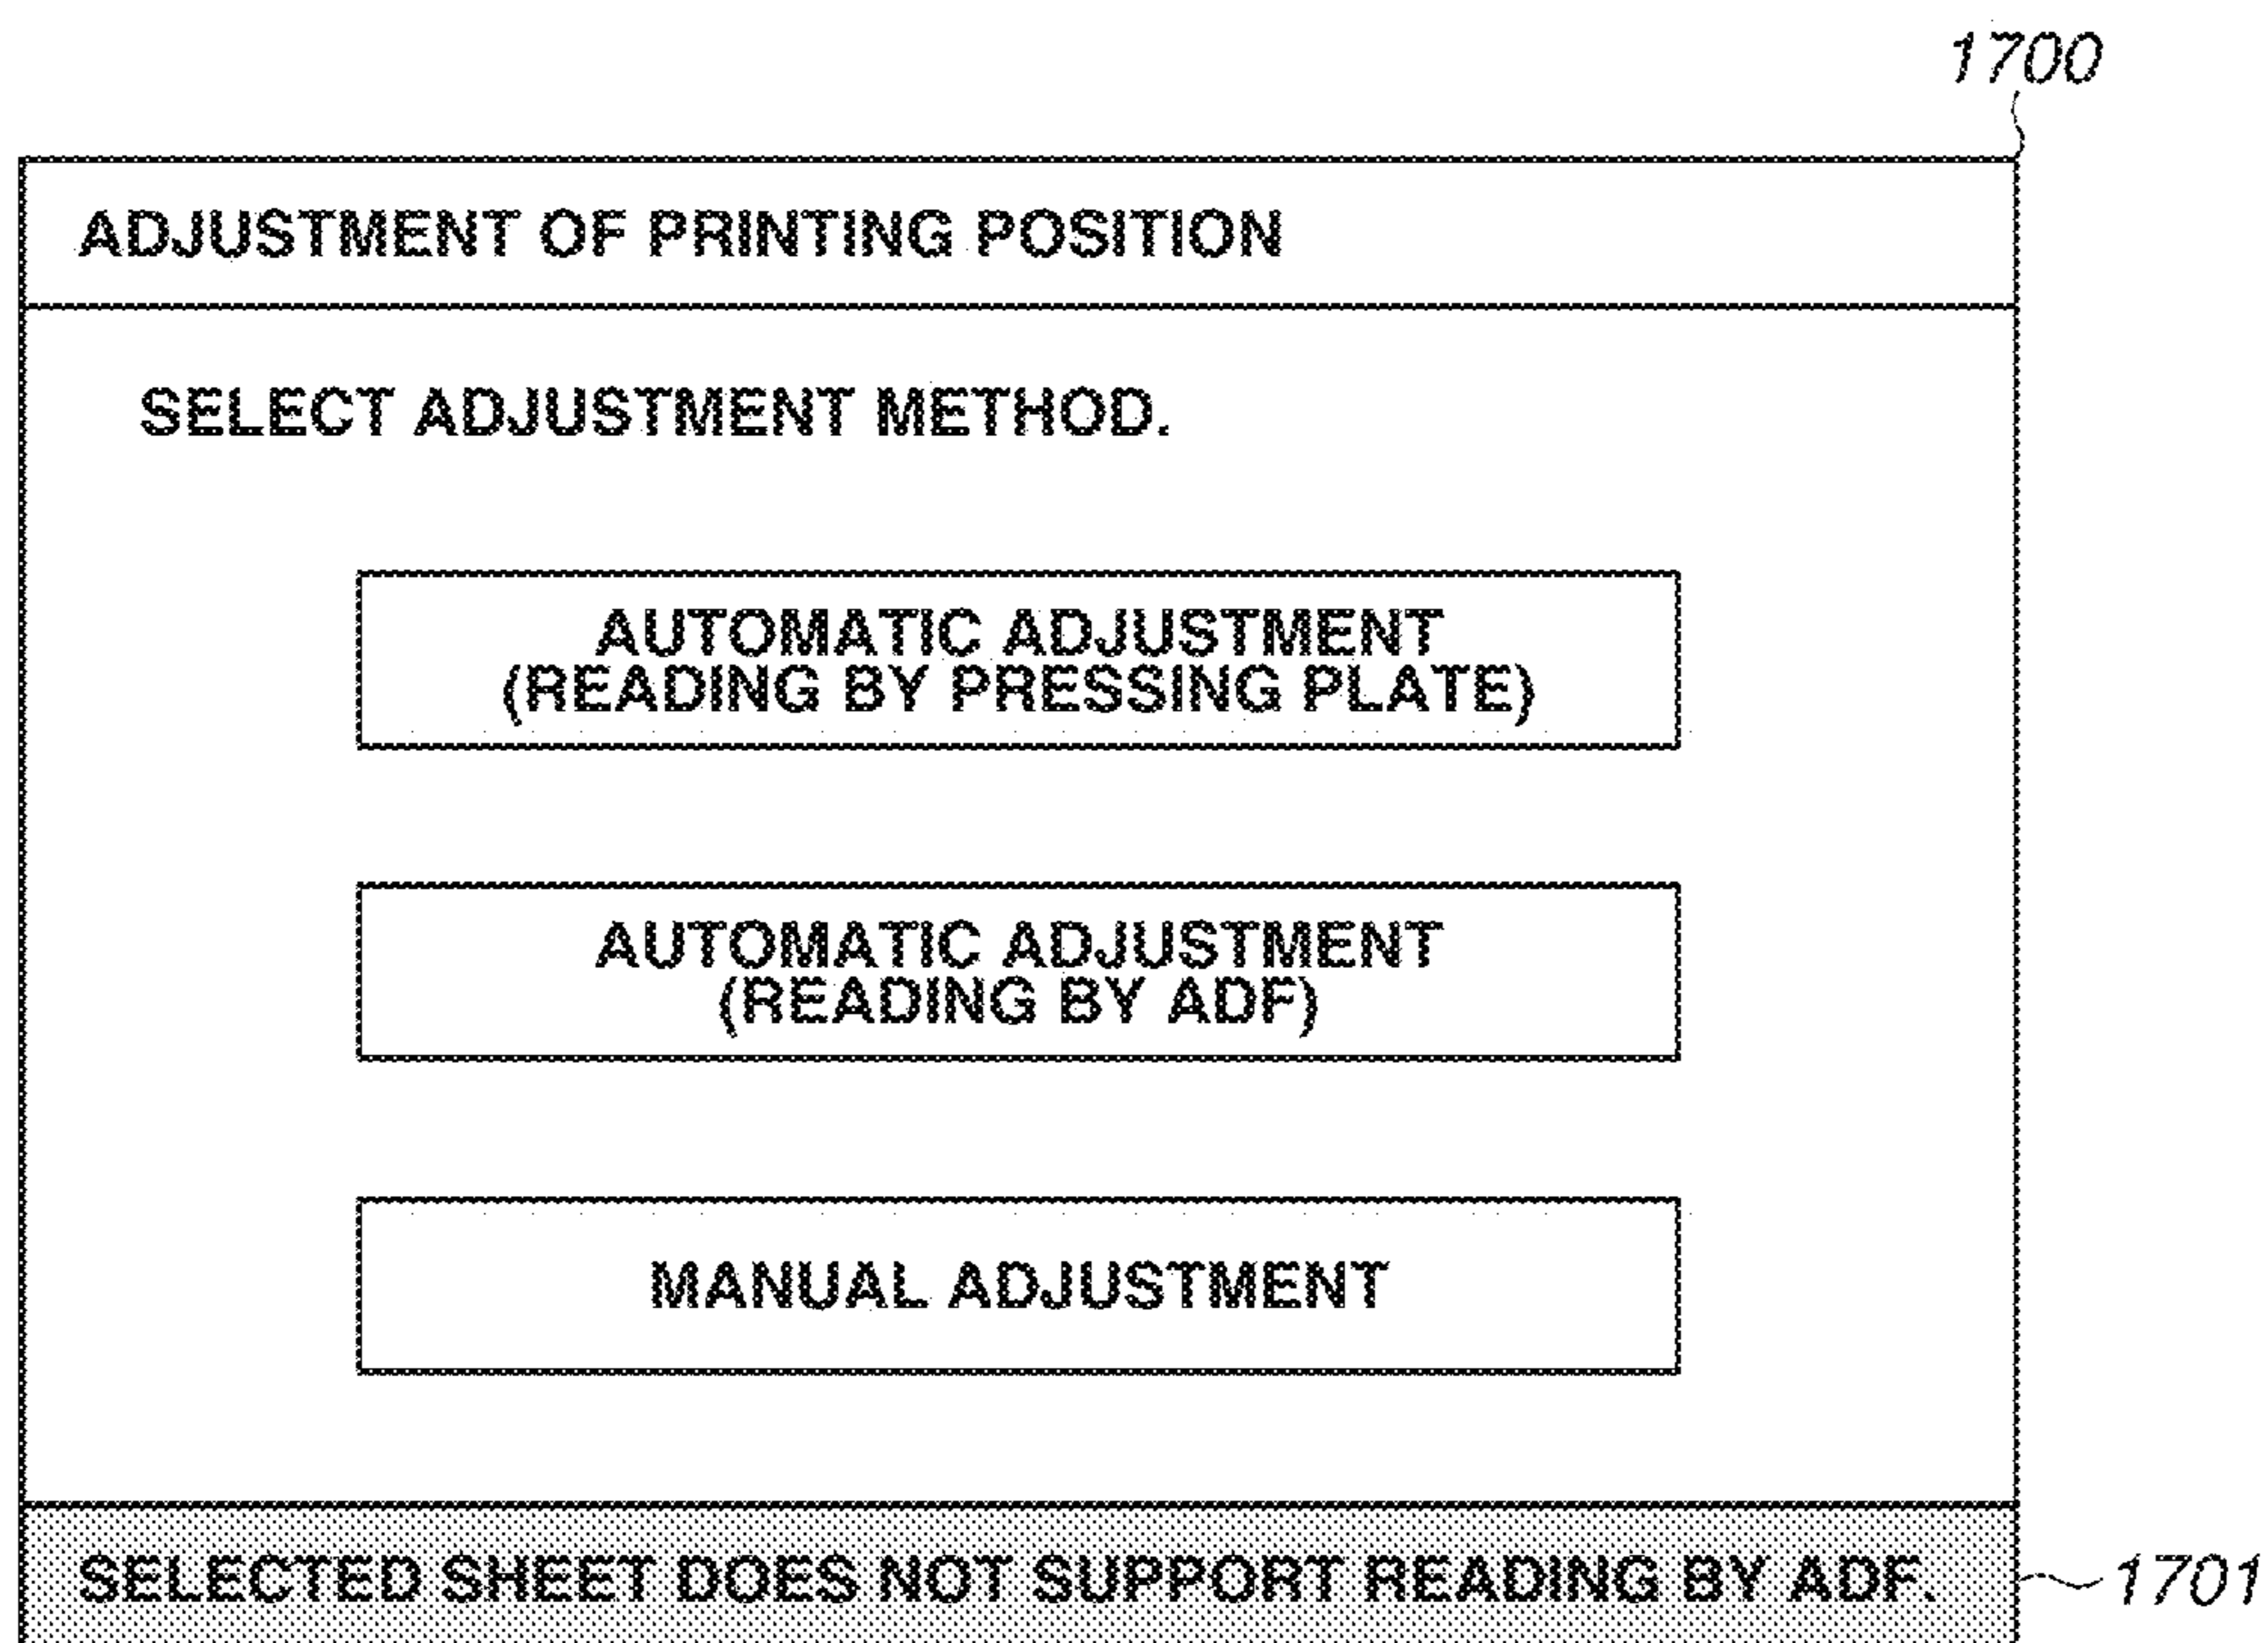 1700
ADJUSTMENT OF PRINTING POSITION
SELECT ADJUSTMENT METHOD.
AUTOMATIC ADJUSTMENT
(READING BY PRESSING PLATE)
AUTOMATIC ADJUSTMENT
(READING BY ADF)
MANUAL ADJUSTMENT
SELECTED SHEET DOES NOT SUPPORT READING BY ADF.
1701